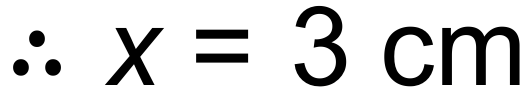 ∴ x = 3 cm